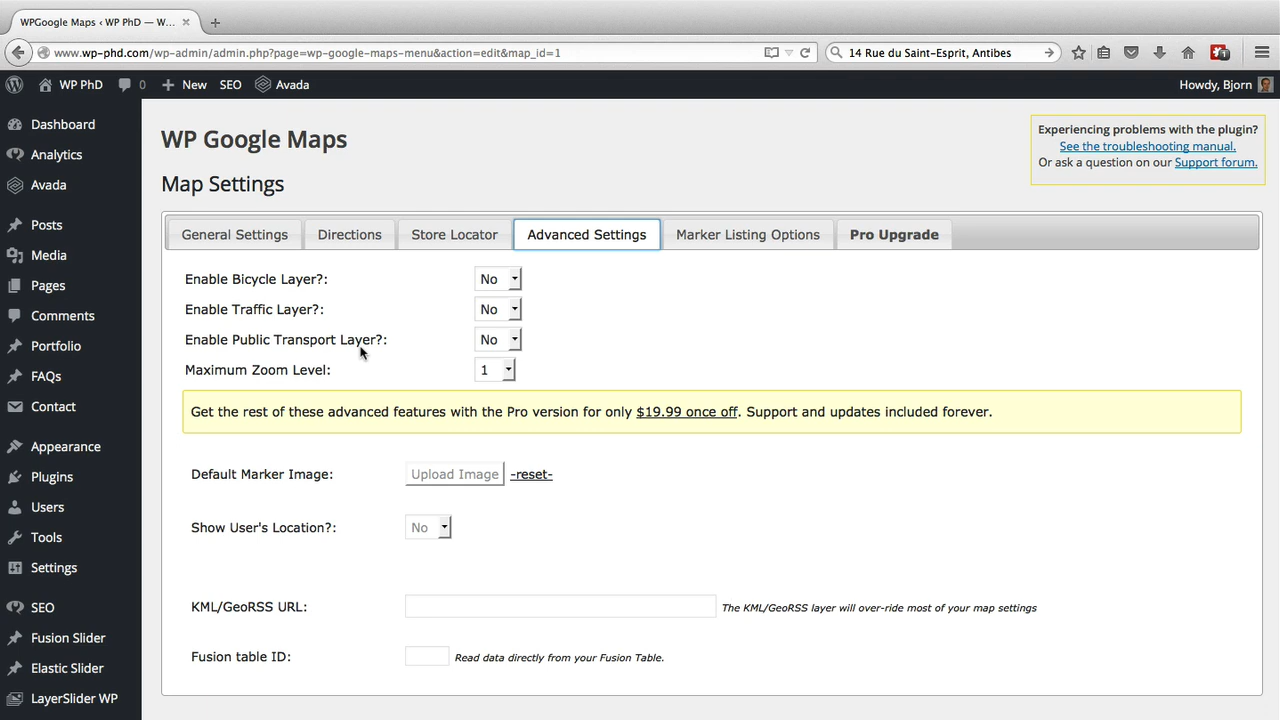 WPGoogle Maps ‹ WP PhD — W...
www.wp-phd.com/wp-admin/admin.php?page=wp-google-maps-menu&action=edit&map_id=1
14 Rue du Saint-Esprit, Antibes
1
WP PhD
0
New
SEO
Avada
Howdy, Bjorn
Dashboard
Analytics
Avada
Posts
Media
Pages
Comments
Portfolio
FAQs
Contact
Appearance
Plugins
Users
Tools
Settings
SEO
Fusion Slider
Elastic Slider
LayerSlider WP
WP Google Maps
Experiencing problems with the plugin?
See the troubleshooting manual.
Or ask a question on our Support forum.
Map Settings
General Settings
Directions
Store Locator
Advanced Settings
Marker Listing Options
Pro Upgrade
Enable Bicycle Layer?: No
Enable Traffic Layer?: No
Enable Public Transport Layer?: No
Maximum Zoom Level: 1
Get the rest of these advanced features with the Pro version for only $19.99 once off. Support and updates included forever.
Default Marker Image: Upload Image -reset-
Show User's Location?: No
KML/GeoRSS URL: The KML/GeoRSS layer will over-ride most of your map settings
Fusion table ID: Read data directly from your Fusion Table.